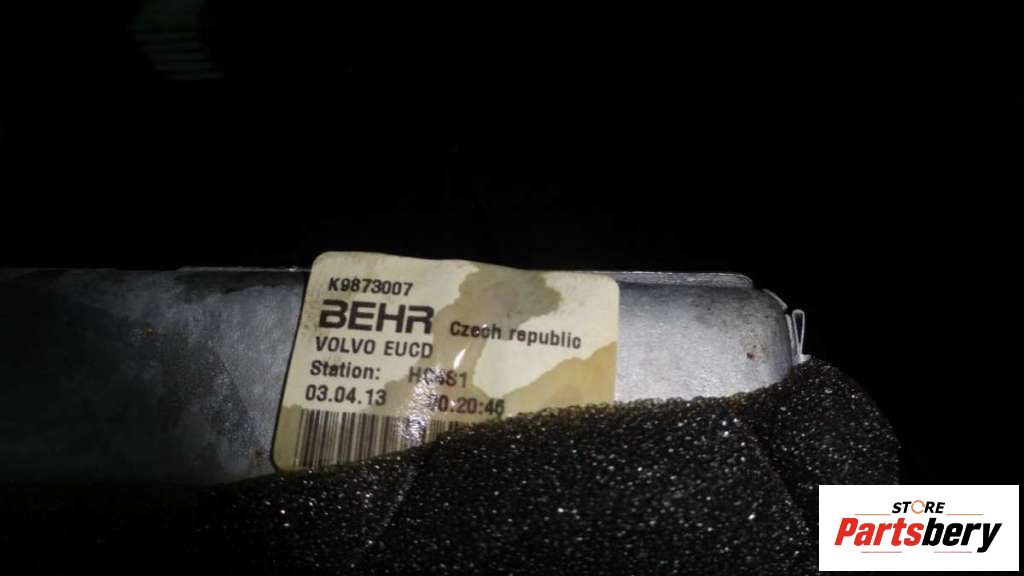 K9873007
BEHR Czech republic
VOLVO EUCD
Station:
03.04.13
STORE
Partsbery